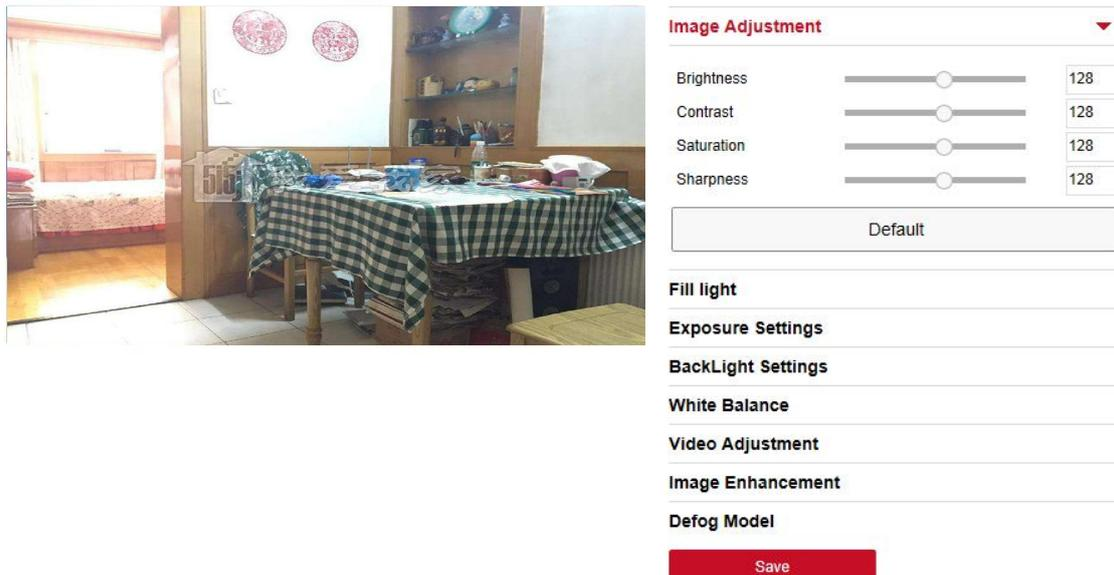 Image Adjustment
Brightness 128
Contrast 128
Saturation 128
Sharpness 128
Default
Fill light
Exposure Settings
BackLight Settings
White Balance
Video Adjustment
Image Enhancement
Defog Model
Save